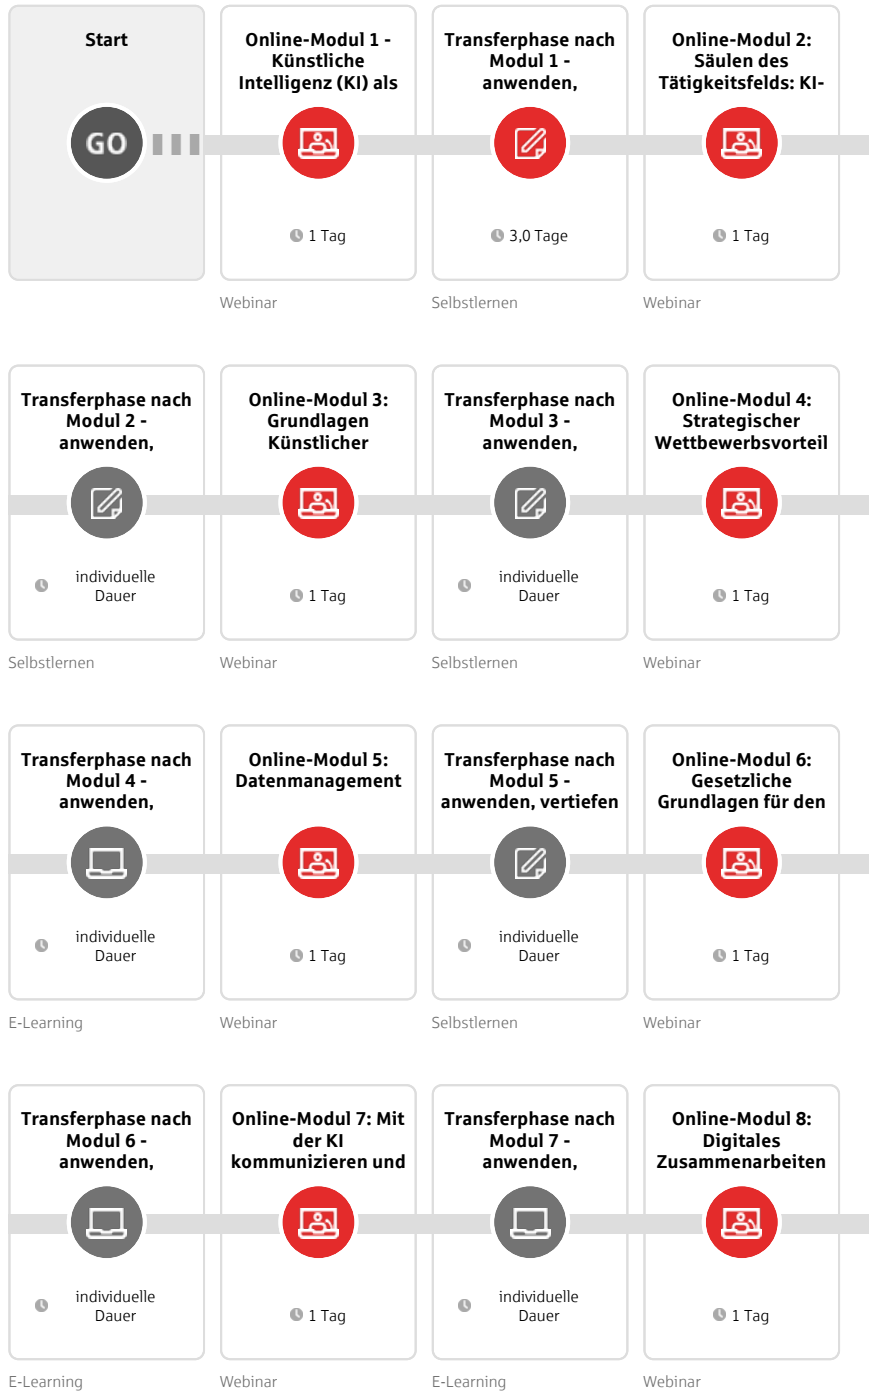 Start
GO
Online-Modul 1 -
Künstliche
Intelligenz (KI) als
1 Tag
Webinar
Transferphase nach
Modul 1 -
anwenden,
3,0 Tage
Selbstlernen
Online-Modul 2:
Säulen des
Tätigkeitsfelds: KI-
1 Tag
Webinar
Transferphase nach
Modul 2 -
anwenden,
individuelle
Dauer
Selbstlernen
Online-Modul 3:
Grundlagen
Künstlicher
1 Tag
Webinar
Transferphase nach
Modul 3 -
anwenden,
individuelle
Dauer
Selbstlernen
Online-Modul 4:
Strategischer
Wettbewerbsvorteil
1 Tag
Webinar
Transferphase nach
Modul 4 -
anwenden,
individuelle
Dauer
E-Learning
Online-Modul 5:
Datenmanagement
1 Tag
Webinar
Transferphase nach
Modul 5 -
anwenden, vertiefen
individuelle
Dauer
Selbstlernen
Online-Modul 6:
Gesetzliche
Grundlagen für den
1 Tag
Webinar
Transferphase nach
Modul 6 -
anwenden,
individuelle
Dauer
E-Learning
Online-Modul 7: Mit
der KI
kommunizieren und
1 Tag
Webinar
Transferphase nach
Modul 7 -
anwenden,
individuelle
Dauer
E-Learning
Online-Modul 8:
Digitales
Zusammenarbeiten
1 Tag
Webinar